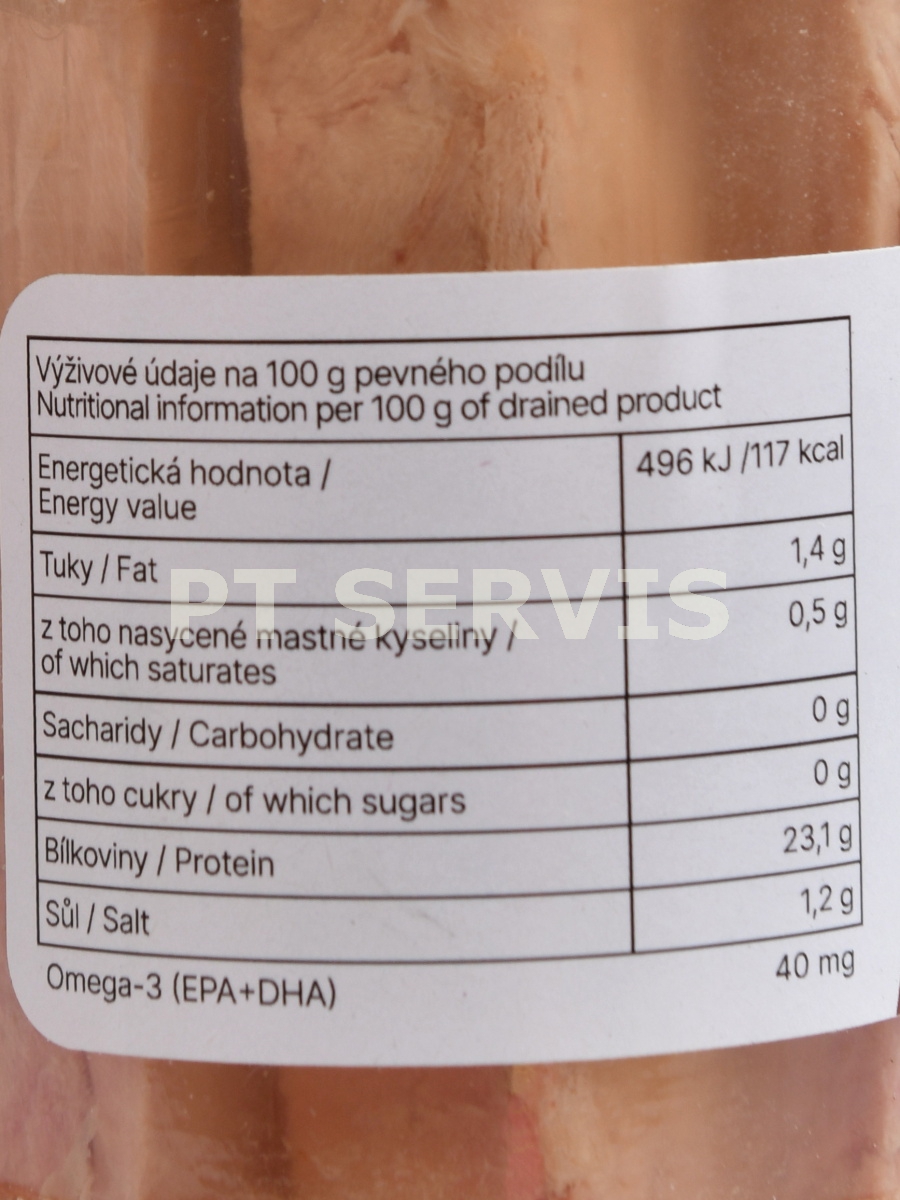 Výživové údaje na 100 g pevného podílu
Nutritional information per 100 g of drained product
Energetická hodnota / 496 kJ /117 kcal
Energy value
Tuky / Fat 1,4 g
PT SERVIS
z toho nasycené mastné kyseliny / 0,5 g
of which saturates
Sacharidy / Carbohydrate 0 g
z toho cukry / of which sugars 0 g
Bílkoviny / Protein 23,1 g
Sůl / Salt 1,2 g
Omega-3 (EPA+DHA) 40 mg